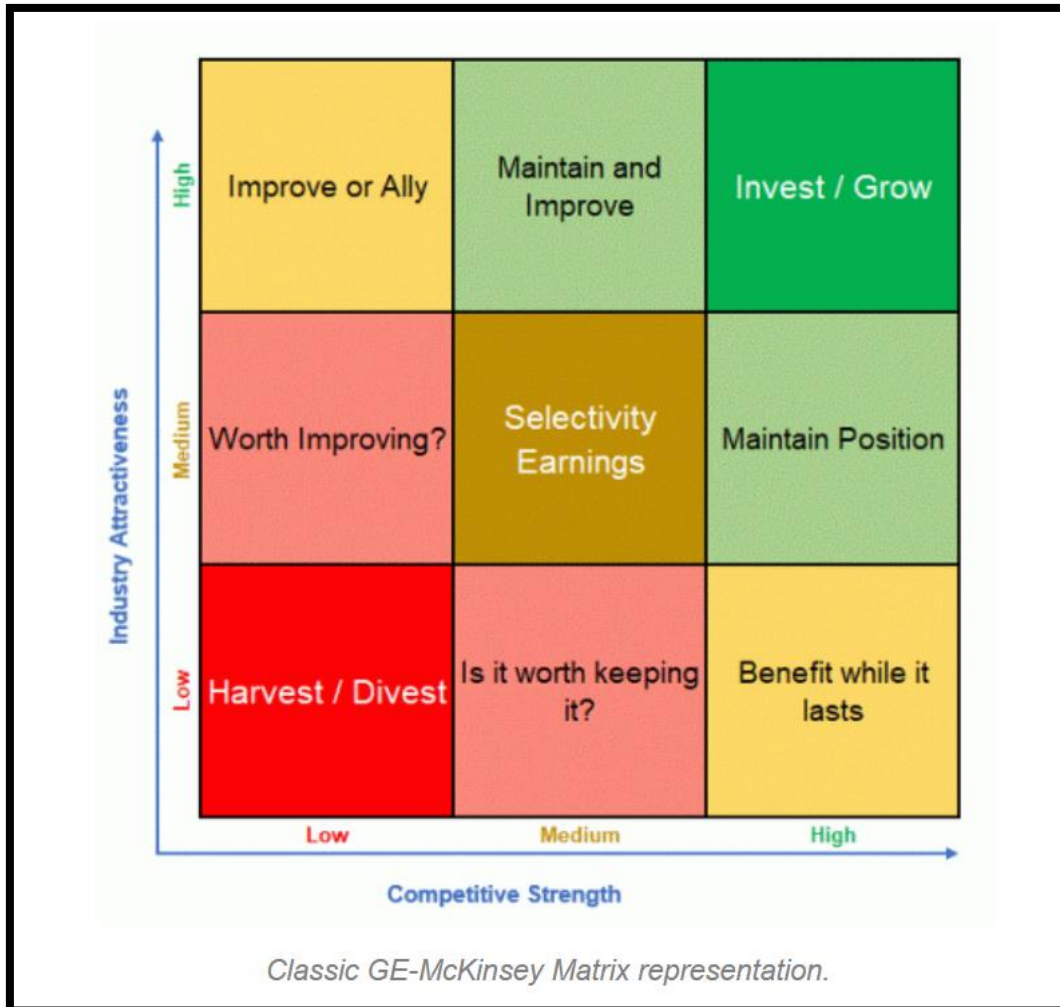 Industry Attractiveness
High
Improve or Ally
Maintain and
Improve
Invest / Grow
Medium
Worth Improving?
Selectivity
Earnings
Maintain Position
Low
Harvest / Divest
Is it worth keeping
it?
Benefit while it
lasts
Low
Medium
High
Competitive Strength
Classic GE-McKinsey Matrix representation.